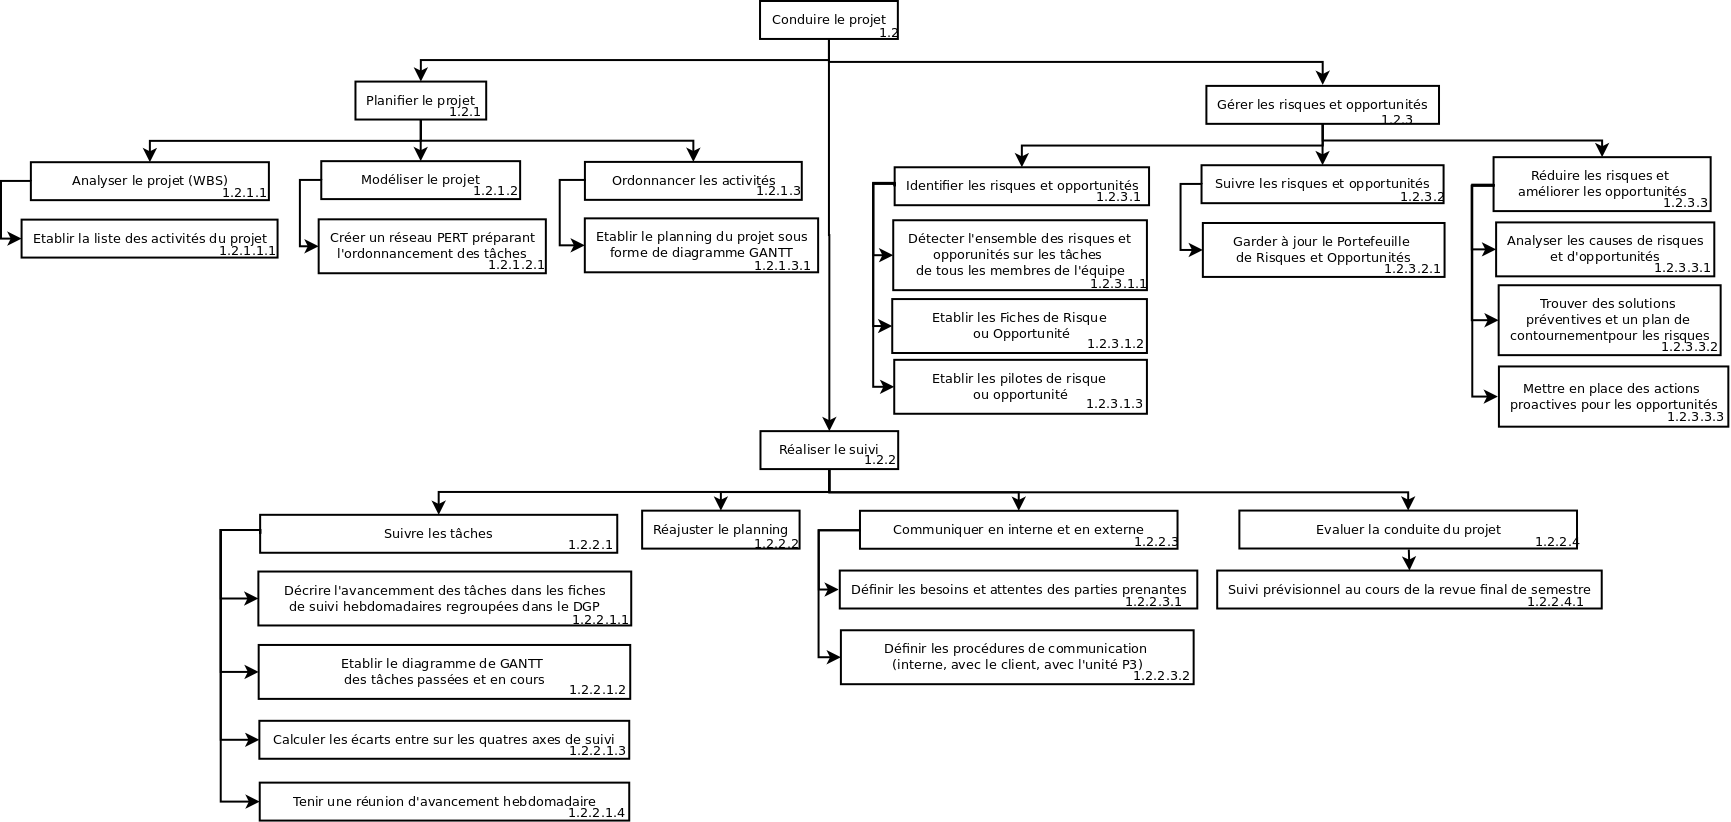 Conduire le projet
1.2
Planifier le projet
1.2.1
Gérer les risques et opportunités
1.2.3
Analyser le projet (WBS)
1.2.1.1
Modéliser le projet
1.2.1.2
Ordonnancer les activités
1.2.1.3
Etablir la liste des activités du projet
1.2.1.1.1
Créer un réseau PERT préparant
l'ordonnancement des tâches
1.2.1.2.1
Etablir le planning du projet sous
forme de diagramme GANTT
1.2.1.3.1
Identifier les risques et opportunités
1.2.3.1
Détecter l'ensemble des risques et
opporunités sur les tâches
de tous les membres de l'équipe
1.2.3.1.1
Etablir les Fiches de Risque
ou Opportunité
1.2.3.1.2
Etablir les pilotes de risque
ou opportunité
1.2.3.1.3
Suivre les risques et opportunités
1.2.3.2
Garder à jour le Portefeuille
de Risques et Opportunités
1.2.3.2.1
Réduire les risques et
améliorer les opportunités
1.2.3.3
Analyser les causes de risques
et d'opportunités
1.2.3.3.1
Trouver des solutions
préventives et un plan de
contournementpour les risques
1.2.3.3.2
Mettre en place des actions
proactives pour les opportunités
1.2.3.3.3
Réaliser le suivi
1.2.2
Suivre les tâches
1.2.2.1
Décrire l'avancemment des tâches dans les fiches
de suivi hebdomadaires regroupées dans le DGP
1.2.2.1.1
Etablir le diagramme de GANTT
des tâches passées et en cours
1.2.2.1.2
Calculer les écarts entre sur les quatres axes de suivi
1.2.2.1.3
Tenir une réunion d'avancement hebdomadaire
1.2.2.1.4
Réajuster le planning
1.2.2.2
Communiquer en interne et en externe
1.2.2.3
Définir les besoins et attentes des parties prenantes
1.2.2.3.1
Définir les procédures de communication
(interne, avec le client, avec l'unité P3)
1.2.2.3.2
Evaluer la conduite du projet
1.2.2.4
Suivi prévisionnel au cours de la revue final de semestre
1.2.2.4.1